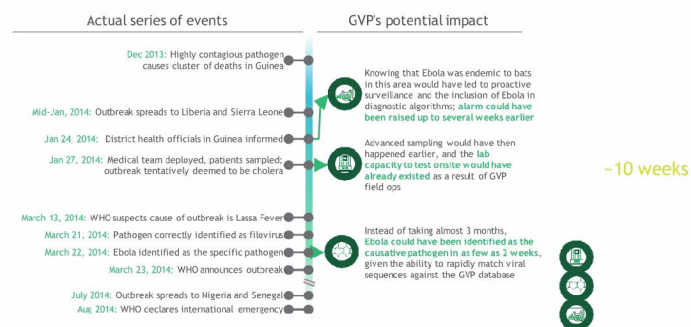 Actual series of events
GVP's potential impact
Dec 2013: Highly contagious pathogen
causes cluster of deaths in Guinea
Mid-Jan, 2014: Outbreak spreads to Liberia and Sierra Leone
Jan 24, 2014: District health officials in Guinea informed
Jan 27, 2014: Medical team deployed, patients sampled;
outbreak tentatively deemed to be cholera
March 13, 2014: WHO suspects cause of outbreak is Lassa Fever
March 21, 2014: Pathogen correctly identified as filovirus
March 22, 2014: Ebola identified as the specific pathogen
March 23, 2014: WHO announces outbreak
July 2014: Outbreak spreads to Nigeria and Senegal
Aug 2014: WHO declares international emergency
Knowing that Ebola was endemic to bats
in this area would have led to proactive
surveillance and the inclusion of Ebola in
diagnostic algorithms; alarm could have
been raised up to several weeks earlier
Advanced sampling would have then
happened earlier, and the lab
capacity to test onsite would have
already existed as a result of GVP
field ops
Instead of taking almost 3 months,
Ebola could have been identified as the
causative pathogen in as few as 2 weeks,
given the ability to rapidly match viral
sequences against the GVP database
~10 weeks